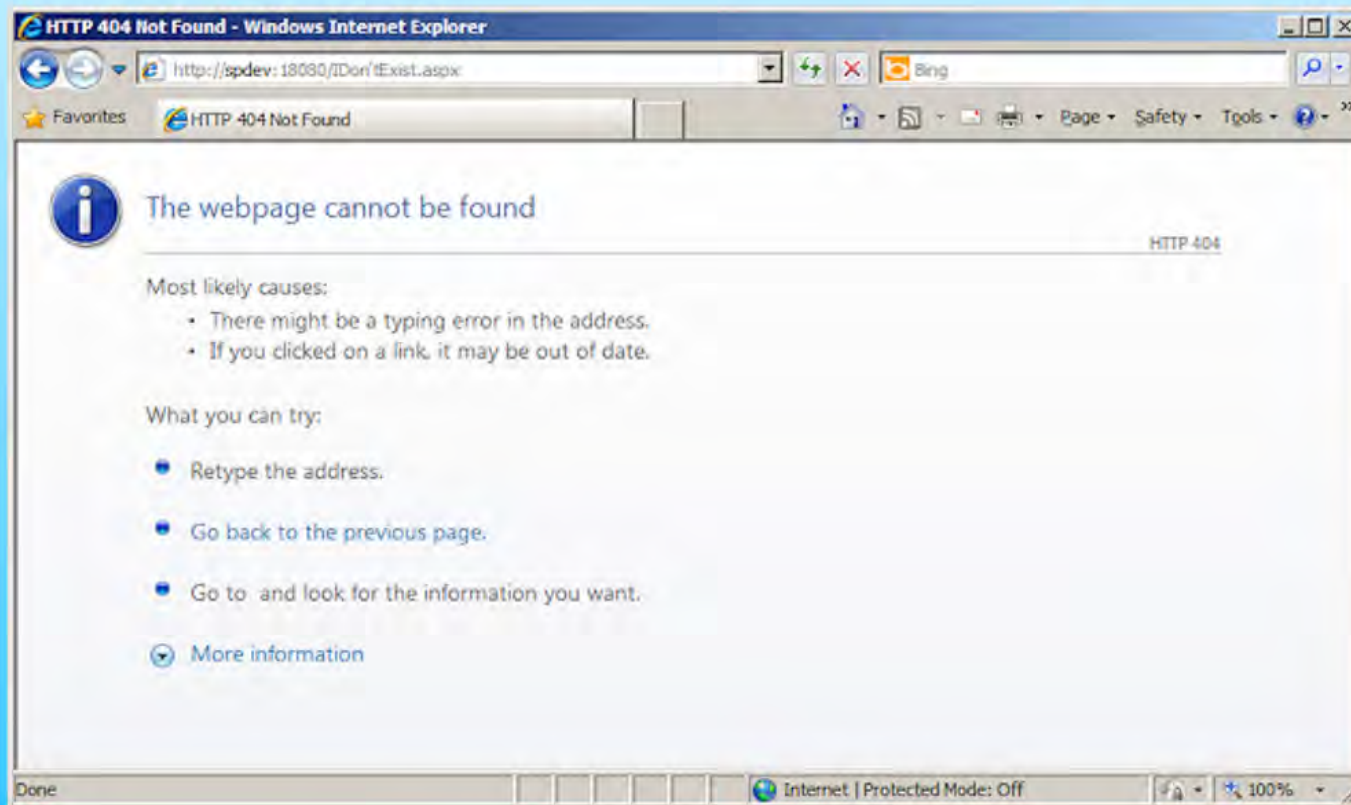 HTTP 404 Not Found - Windows Internet Explorer
http://spdev:18080/IDon'tExist.aspx
Bing
Favorites
HTTP 404 Not Found
Page
Safety
Tools
The webpage cannot be found
HTTP 404
Most likely causes:
• There might be a typing error in the address.
• If you clicked on a link, it may be out of date.
What you can try:
Retype the address.
Go back to the previous page.
Go to  and look for the information you want.
More information
Done
Internet | Protected Mode: Off
100%